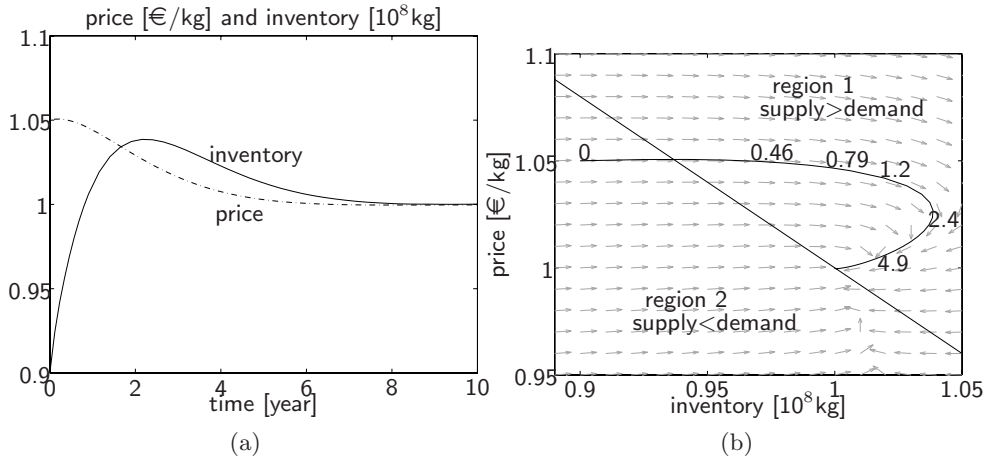 price [€/kg] and inventory [10⁸kg]
1.1
1.05
1
0.95
0.9
inventory
price
0 2 4 6 8 10
time [year]
(a)
1.1
1.05
1
0.95
price [€/kg]
region 1
supply>demand
0
0.46
0.79
1.2
2.4
4.9
region 2
supply<demand
0.9 0.95 1 1.05
inventory [10⁸kg]
(b)